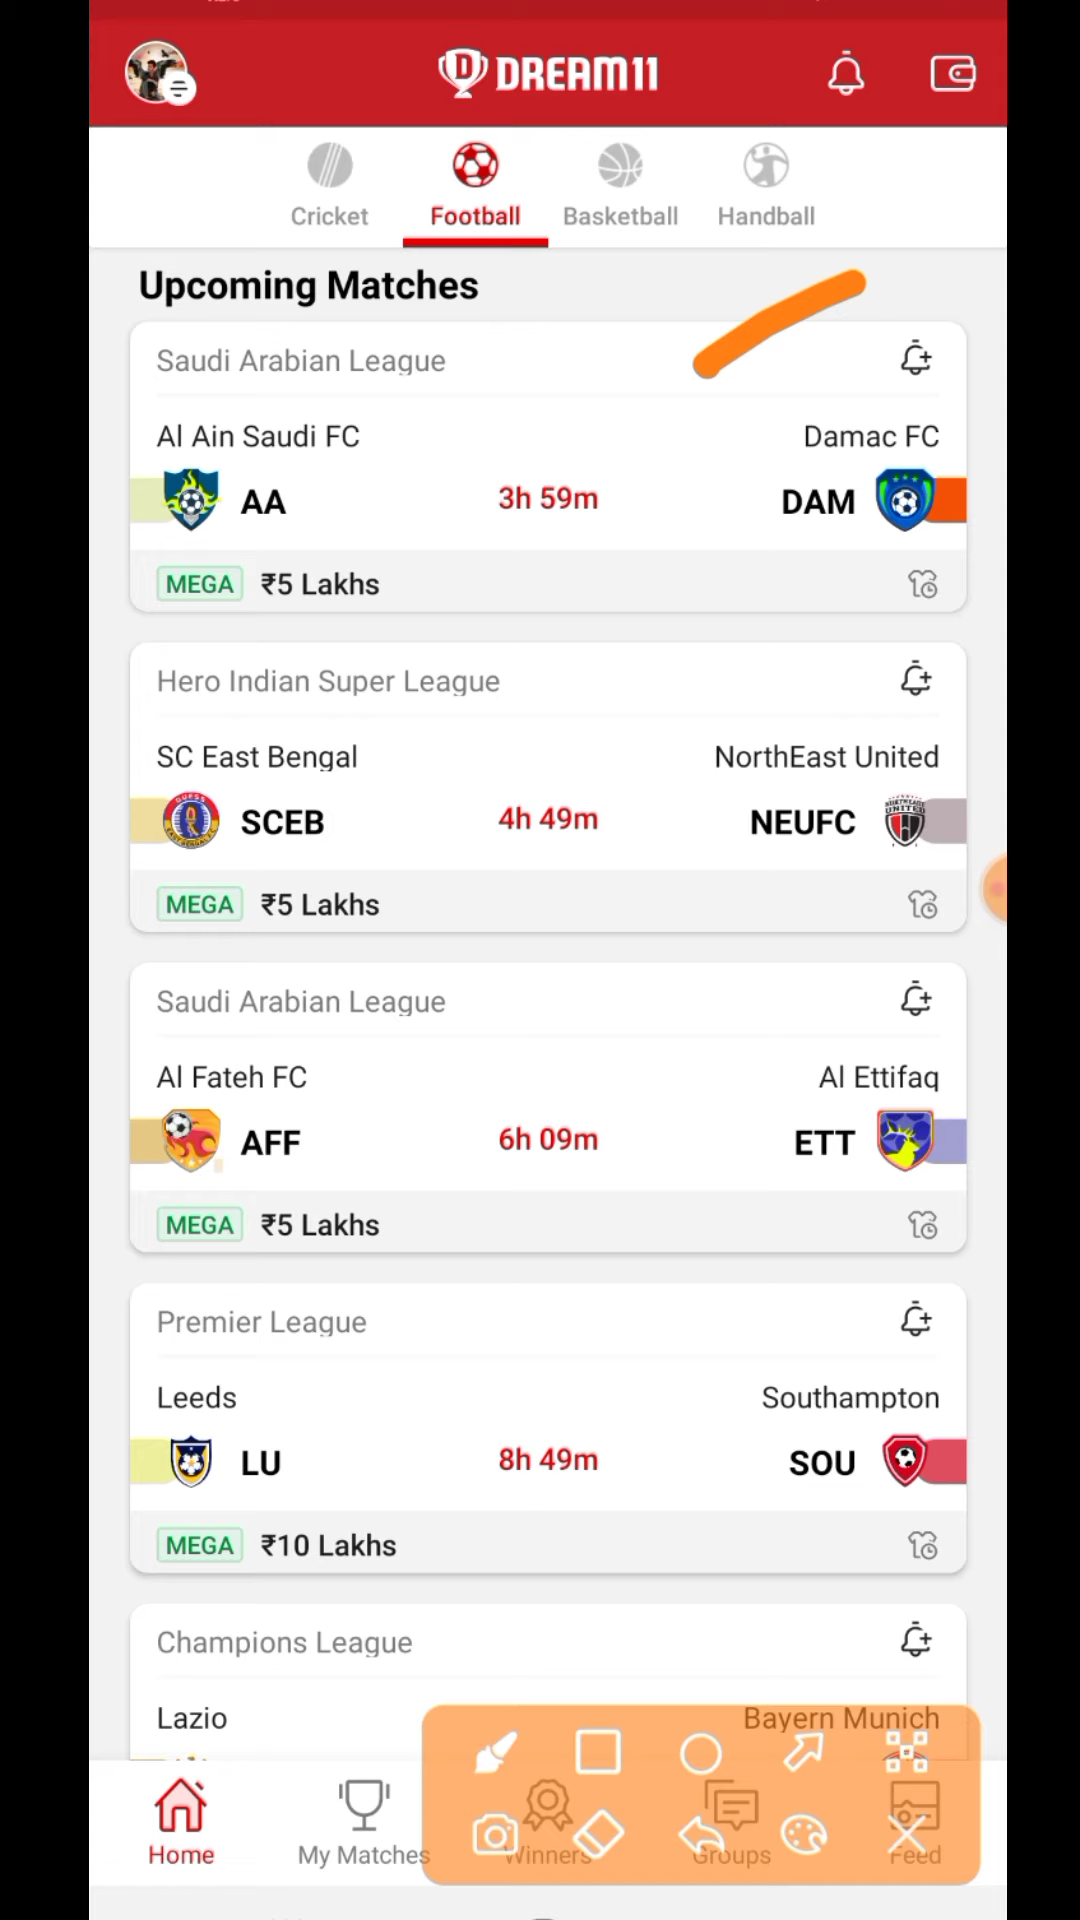 DREAM11
Cricket
Football
Basketball
Handball
Upcoming Matches
Saudi Arabian League
Al Ain Saudi FC
Damac FC
AA
3h 59m
DAM
MEGA ₹5 Lakhs
Hero Indian Super League
SC East Bengal
NorthEast United
SCEB
4h 49m
NEUFC
MEGA ₹5 Lakhs
Saudi Arabian League
Al Fateh FC
Al Ettifaq
AFF
6h 09m
ETT
MEGA ₹5 Lakhs
Premier League
Leeds
Southampton
LU
8h 49m
SOU
MEGA ₹10 Lakhs
Champions League
Lazio
Bayern Munich
Home
My Matches
Winners
Groups
Feed